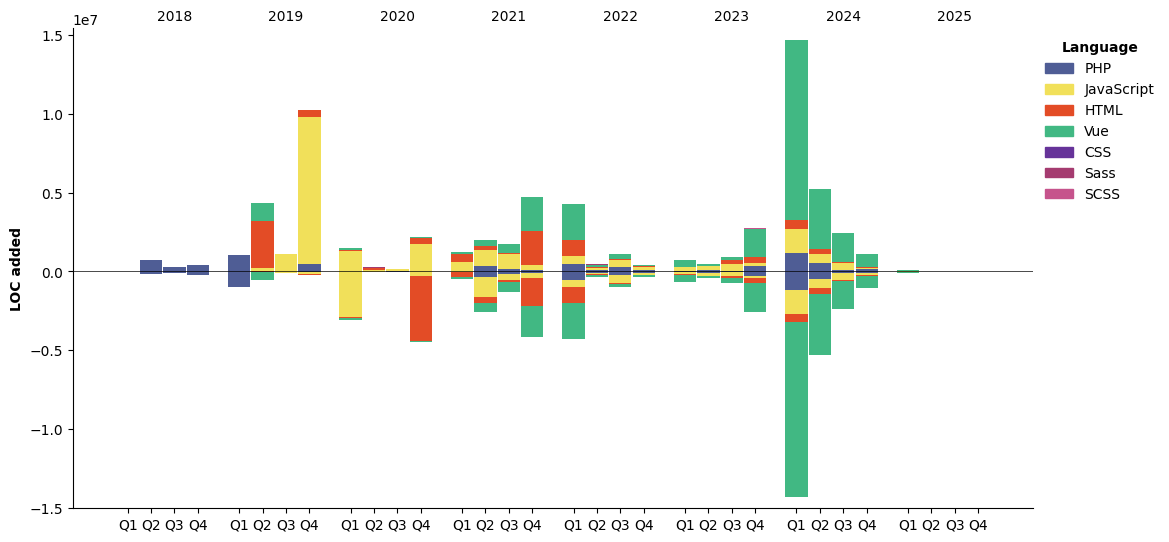 1e7
2018 2019 2020 2021 2022 2023 2024 2025
1.5
1.0
0.5
0.0
−0.5
−1.0
−1.5
LOC added
Q1 Q2 Q3 Q4 Q1 Q2 Q3 Q4 Q1 Q2 Q3 Q4 Q1 Q2 Q3 Q4 Q1 Q2 Q3 Q4 Q1 Q2 Q3 Q4 Q1 Q2 Q3 Q4 Q1 Q2 Q3 Q4
Language
PHP
JavaScript
HTML
Vue
CSS
Sass
SCSS